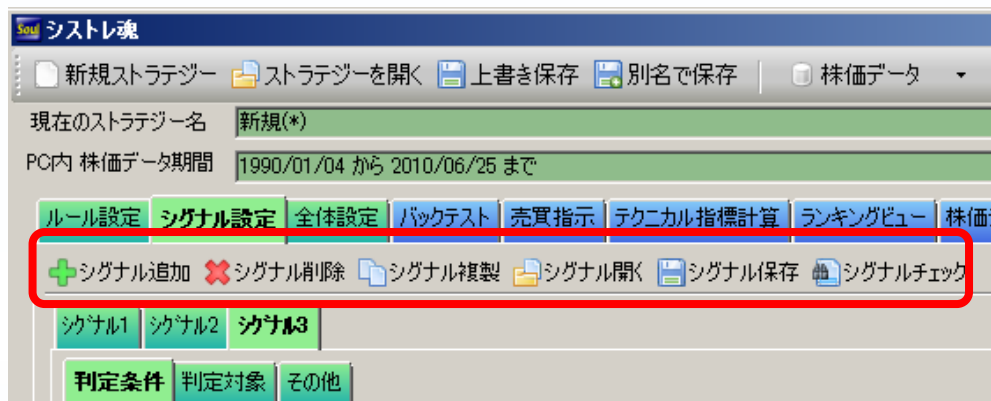 Soul シストレ魂
新規ストラテジー ストラテジーを開く 上書き保存 別名で保存 株価データ
現在のストラテジー名 新規(*)
PC内 株価データ期間 1990/01/04 から 2010/06/25 まで
ルール設定 シグナル設定 全体設定 バックテスト 売買指示 テクニカル指標計算 ランキングビュー 株価
シグナル追加 シグナル削除 シグナル複製 シグナル開く シグナル保存 シグナルチェック
シグナル1 シグナル2 シグナル3
判定条件 判定対象 その他